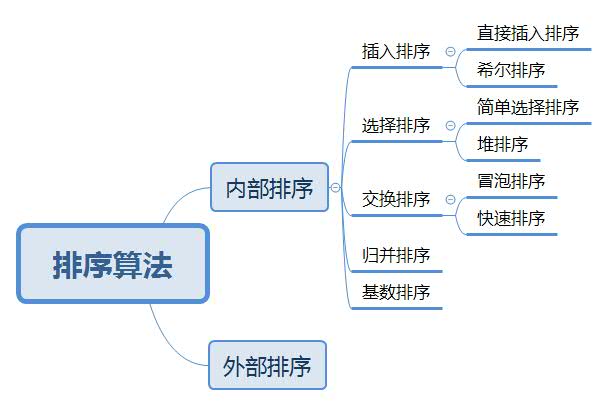 排序算法
内部排序
插入排序
直接插入排序
希尔排序
选择排序
简单选择排序
堆排序
交换排序
冒泡排序
快速排序
归并排序
基数排序
外部排序